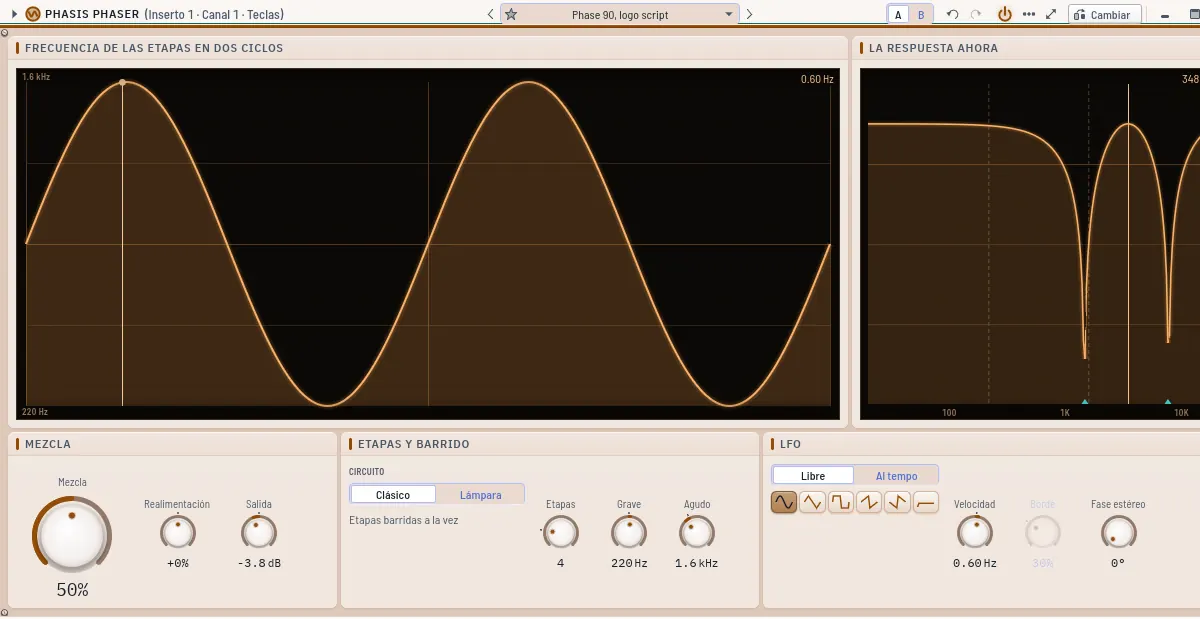 PHASIS PHASER (Inserto 1 · Canal 1 · Teclas)
Phase 90, logo script
A B
Cambiar
FRECUENCIA DE LAS ETAPAS EN DOS CICLOS
1.6 kHz
0.60 Hz
220 Hz
LA RESPUESTA AHORA
348
100 1K 10K
MEZCLA
Mezcla
50%
Realimentación
+0%
Salida
-3.8 dB
ETAPAS Y BARRIDO
CIRCUITO
Clásico Lámpara
Etapas barridas a la vez
Etapas
4
Grave
220 Hz
Agudo
1.6 kHz
LFO
Libre Al tempo
Velocidad
0.60 Hz
Borde
30%
Fase estéreo
0°